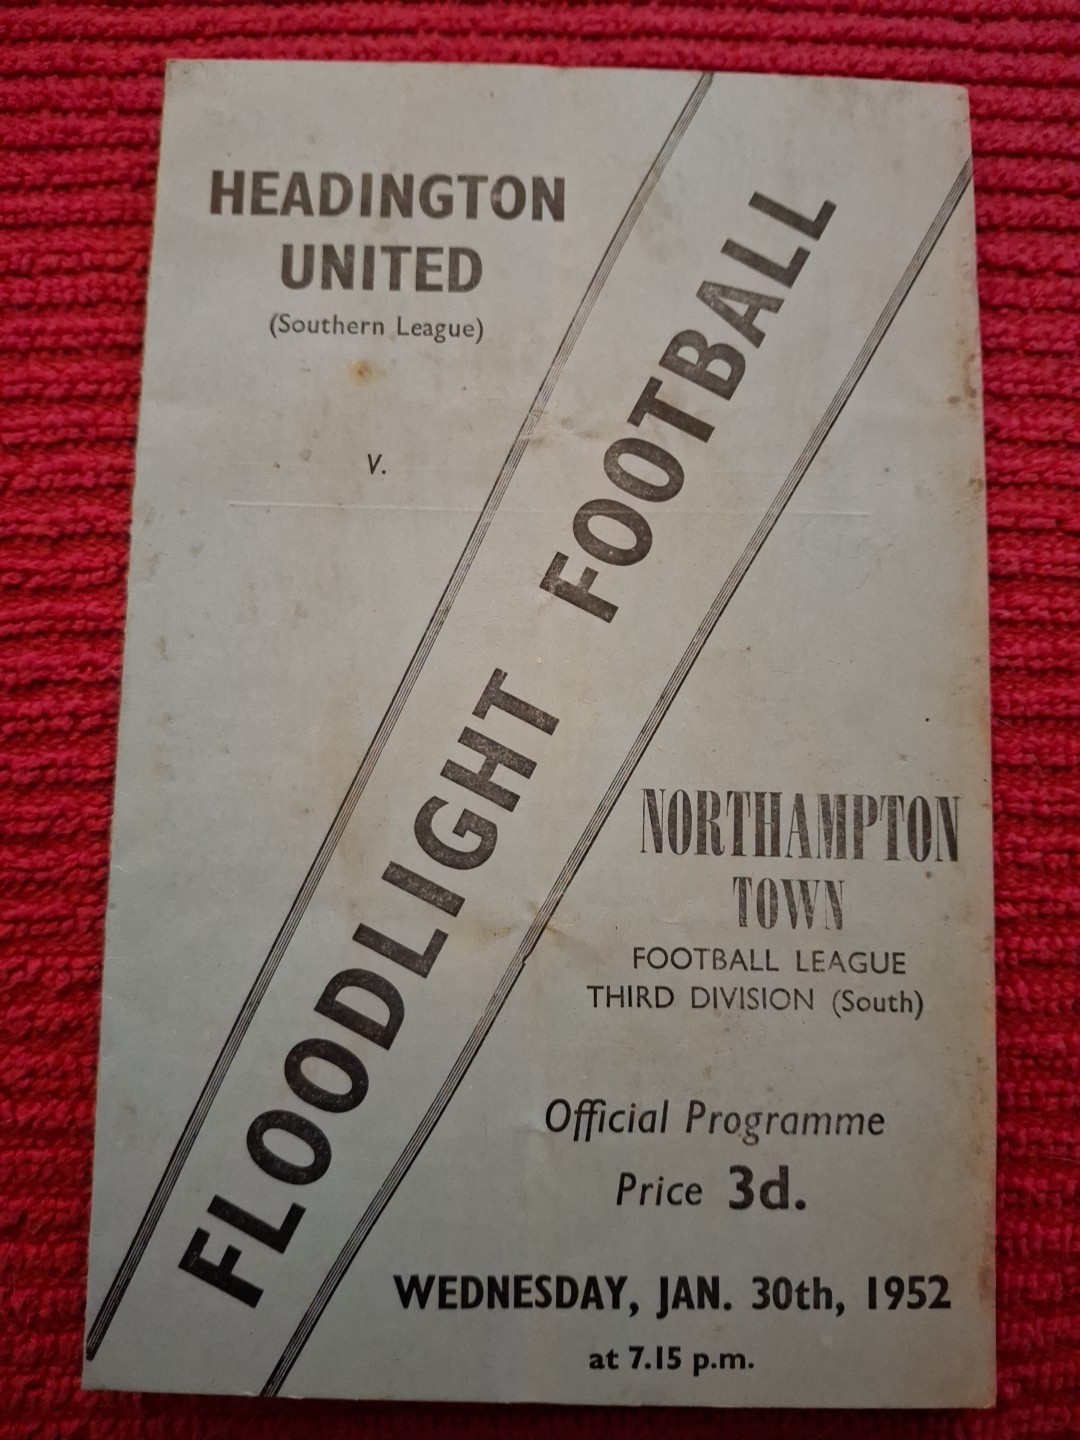 HEADINGTON
UNITED
(Southern League)
v.
FLOODLIGHT FOOTBALL
NORTHAMPTON
TOWN
FOOTBALL LEAGUE
THIRD DIVISION (South)
Official Programme
Price 3d.
WEDNESDAY, JAN. 30th, 1952
at 7.15 p.m.